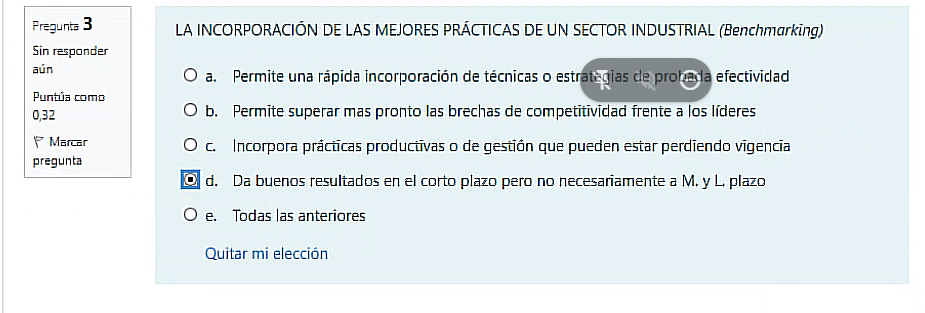 Pregunta 3
Sin responder
aún
Puntúa como
0,32
Marcar
pregunta
LA INCORPORACIÓN DE LAS MEJORES PRÁCTICAS DE UN SECTOR INDUSTRIAL (Benchmarking)
a. Permite una rápida incorporación de técnicas o estrategias de probada efectividad
b. Permite superar mas pronto las brechas de competitividad frente a los líderes
c. Incorpora prácticas productivas o de gestión que pueden estar perdiendo vigencia
d. Da buenos resultados en el corto plazo pero no necesariamente a M. y L. plazo
e. Todas las anteriores
Quitar mi elección